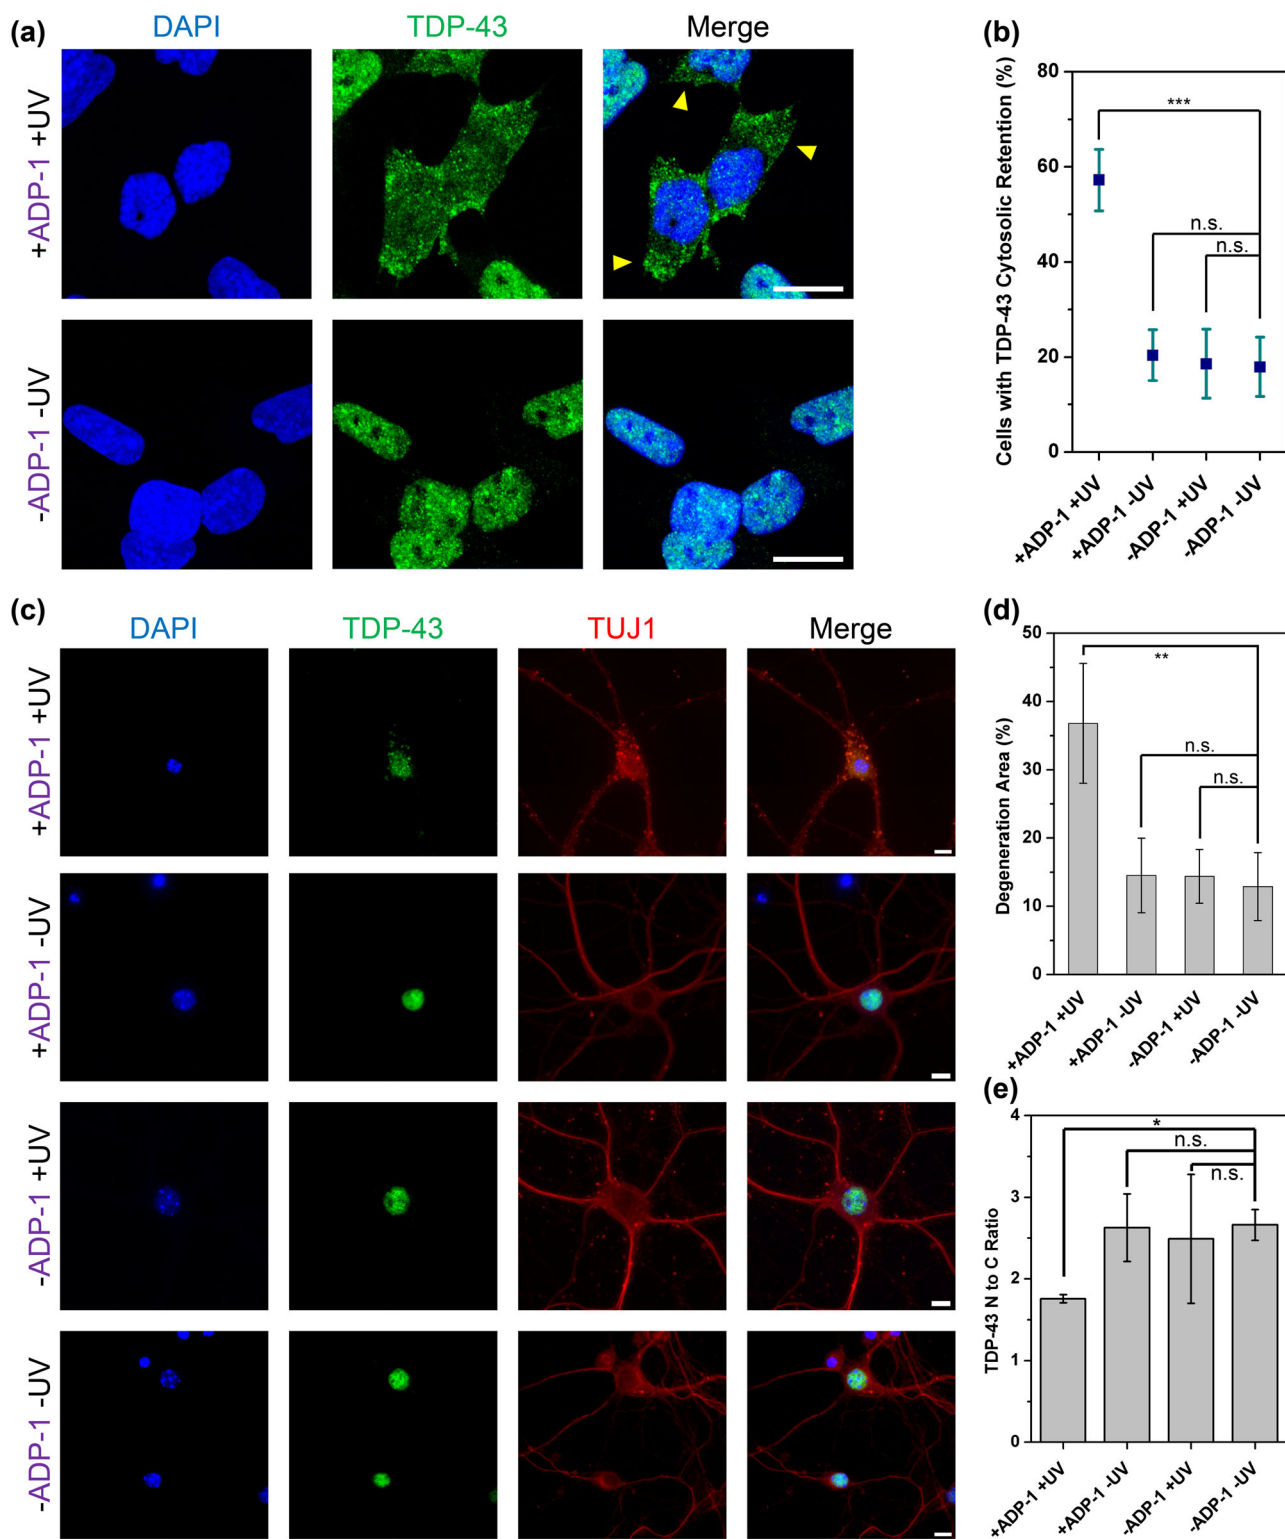 (a)
DAPI TDP-43 Merge
+ADP-1 +UV
-ADP-1 -UV
(b)
Cells with TDP-43 Cytosolic Retention (%)
80
60
40
20
0
***
n.s.
n.s.
+ADP-1 +UV
+ADP-1 -UV
-ADP-1 +UV
-ADP-1 -UV
(c)
DAPI TDP-43 TUJ1 Merge
+ADP-1 +UV
+ADP-1 -UV
-ADP-1 +UV
-ADP-1 -UV
(d)
Degeneration Area (%)
50
40
30
20
10
0
**
n.s.
n.s.
+ADP-1 +UV
+ADP-1 -UV
-ADP-1 +UV
-ADP-1 -UV
(e)
TDP-43 N to C Ratio
4
3
2
1
0
*
n.s.
n.s.
+ADP-1 +UV
+ADP-1 -UV
-ADP-1 +UV
-ADP-1 -UV